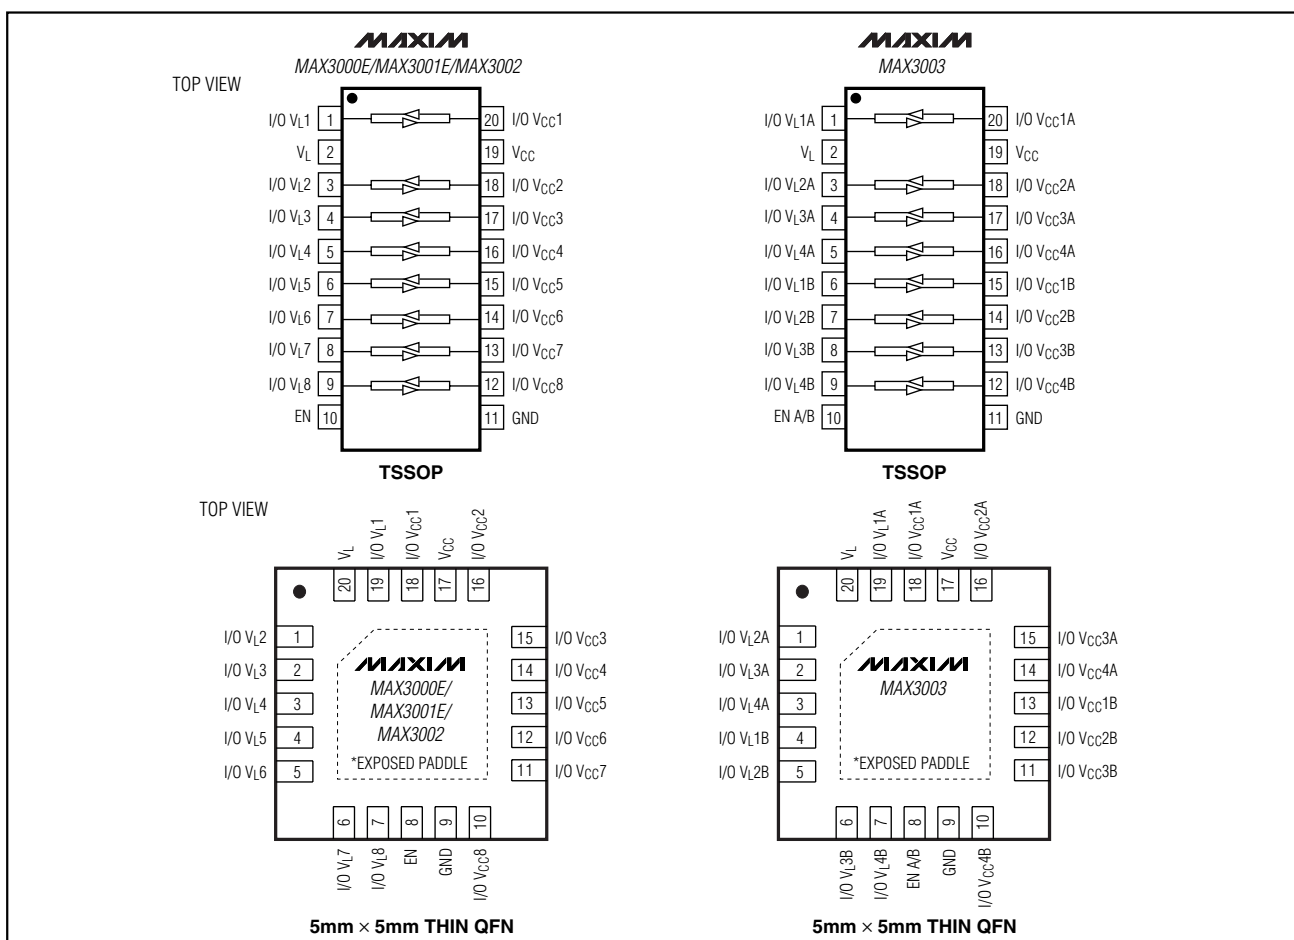 MAXIM
MAX3000E/MAX3001E/MAX3002
TOP VIEW
I/O VL1 1 20 I/O VCC1
VL 2 19 VCC
I/O VL2 3 18 I/O VCC2
I/O VL3 4 17 I/O VCC3
I/O VL4 5 16 I/O VCC4
I/O VL5 6 15 I/O VCC5
I/O VL6 7 14 I/O VCC6
I/O VL7 8 13 I/O VCC7
I/O VL8 9 12 I/O VCC8
EN 10 11 GND
TSSOP
MAXIM
MAX3003
I/O VL1A 1 20 I/O VCC1A
VL 2 19 VCC
I/O VL2A 3 18 I/O VCC2A
I/O VL3A 4 17 I/O VCC3A
I/O VL4A 5 16 I/O VCC4A
I/O VL1B 6 15 I/O VCC1B
I/O VL2B 7 14 I/O VCC2B
I/O VL3B 8 13 I/O VCC3B
I/O VL4B 9 12 I/O VCC4B
EN A/B 10 11 GND
TSSOP
TOP VIEW
VL I/O VL1 I/O VCC1 VCC I/O VCC2
20 19 18 17 16
I/O VL2 1 15 I/O VCC3
I/O VL3 2 14 I/O VCC4
I/O VL4 3 13 I/O VCC5
I/O VL5 4 12 I/O VCC6
I/O VL6 5 11 I/O VCC7
MAXIM
MAX3000E/
MAX3001E/
MAX3002
*EXPOSED PADDLE
6 7 8 9 10
I/O VL7 I/O VL8 EN GND I/O VCC8
5mm × 5mm THIN QFN
VL I/O VL1A I/O VCC1A VCC I/O VCC2A
20 19 18 17 16
I/O VL2A 1 15 I/O VCC3A
I/O VL3A 2 14 I/O VCC4A
I/O VL4A 3 13 I/O VCC1B
I/O VL1B 4 12 I/O VCC2B
I/O VL2B 5 11 I/O VCC3B
MAXIM
MAX3003
*EXPOSED PADDLE
6 7 8 9 10
I/O VL3B I/O VL4B EN A/B GND I/O VCC4B
5mm × 5mm THIN QFN